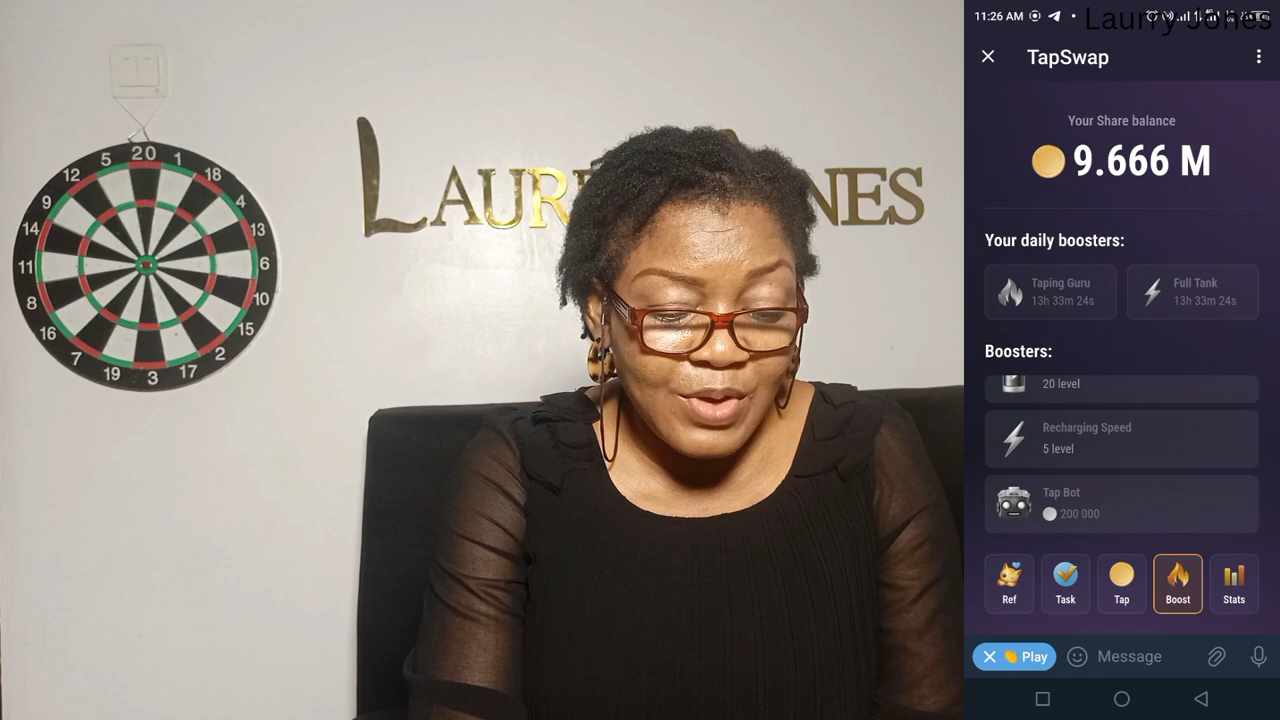 20
1
18
4
13
6
10
15
2
17
3
19
7
16
8
11
14
9
12
5
LAUR
NES
Laurry Jones
11:26 AM
TapSwap
Your Share balance
9.666 M
Your daily boosters:
Taping Guru
13h 33m 24s
Full Tank
13h 33m 24s
Boosters:
20 level
Recharging Speed
5 level
Tap Bot
200 000
Ref
Task
Tap
Boost
Stats
Play
Message